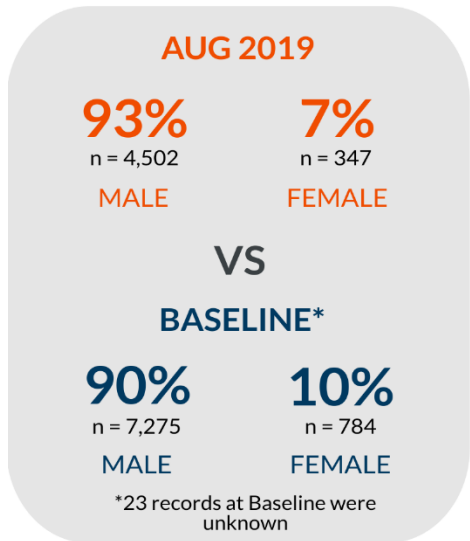 AUG 2019
93% 7%
n = 4,502 n = 347
MALE FEMALE
VS
BASELINE*
90% 10%
n = 7,275 n = 784
MALE FEMALE
*23 records at Baseline were
unknown